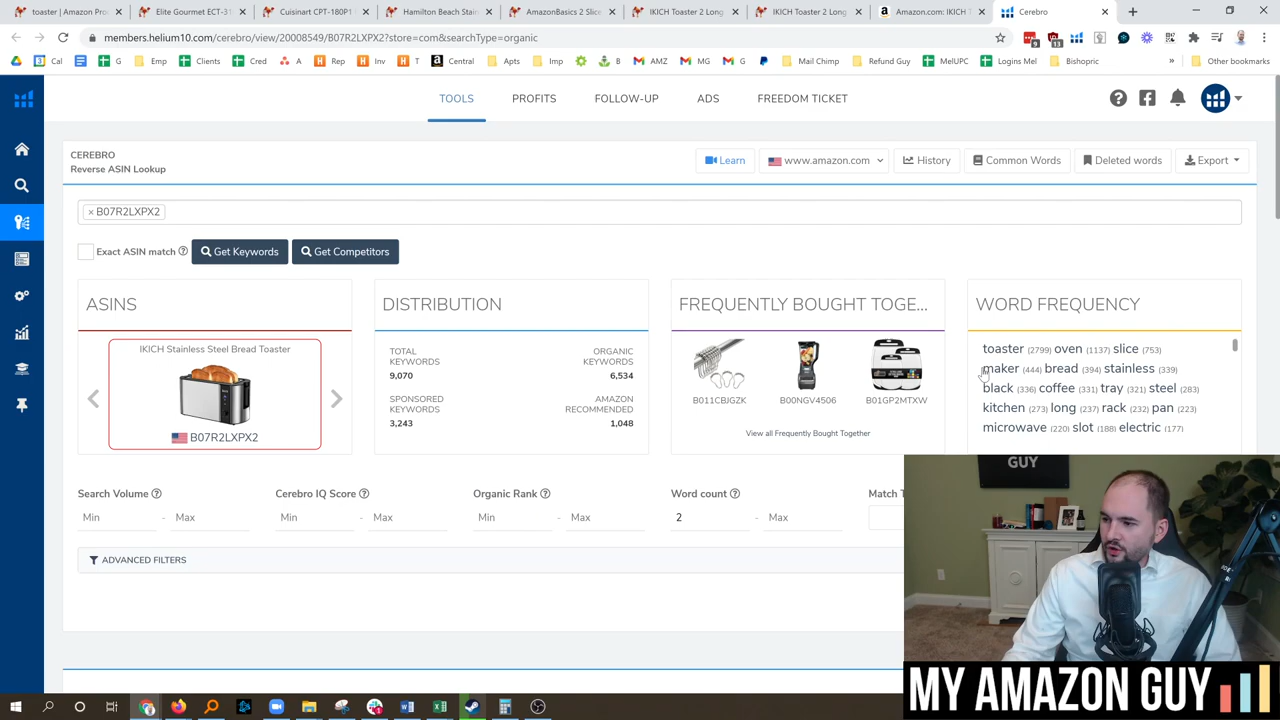 toaster | Amazon Proc
Elite Gourmet ECT-31
Cuisinart CPT-180P1
Hamilton Beach Stain
AmazonBasics 2 Slice
IKICH Toaster 2 Long
IKICH Toaster 2 Long
Amazon.com: IKICH T
Cerebro
members.helium10.com/cerebro/view/20008549/B07R2LXPX2?store=com&searchType=organic
Cal
G
Emp
Clients
Cred
A
Rep
Inv
T
Central
Apts
Imp
B
AMZ
MG
G
Mail Chimp
Refund Guy
MelUPC
Logins Mel
Bishopric
»
Other bookmarks
TOOLS
PROFITS
FOLLOW-UP
ADS
FREEDOM TICKET
CEREBRO
Reverse ASIN Lookup
Learn
www.amazon.com
History
Common Words
Deleted words
Export
× B07R2LXPX2
Exact ASIN match
Get Keywords
Get Competitors
ASINS
DISTRIBUTION
FREQUENTLY BOUGHT TOGE...
WORD FREQUENCY
IKICH Stainless Steel Bread Toaster
B07R2LXPX2
TOTAL KEYWORDS
9,070
ORGANIC KEYWORDS
6,534
SPONSORED KEYWORDS
3,243
AMAZON RECOMMENDED
1,048
B011CBJGZK
B00NGV4506
B01GP2MTXW
View all Frequently Bought Together
toaster (2799) oven (1137) slice (753)
maker (444) bread (394) stainless (339)
black (336) coffee (331) tray (321) steel (283)
kitchen (273) long (237) rack (232) pan (223)
microwave (220) slot (188) electric (177)
Search Volume
Cerebro IQ Score
Organic Rank
Word count
Match T
Min - Max
Min - Max
Min - Max
2 - Max
ADVANCED FILTERS
GUY
MY AMAZON GUY